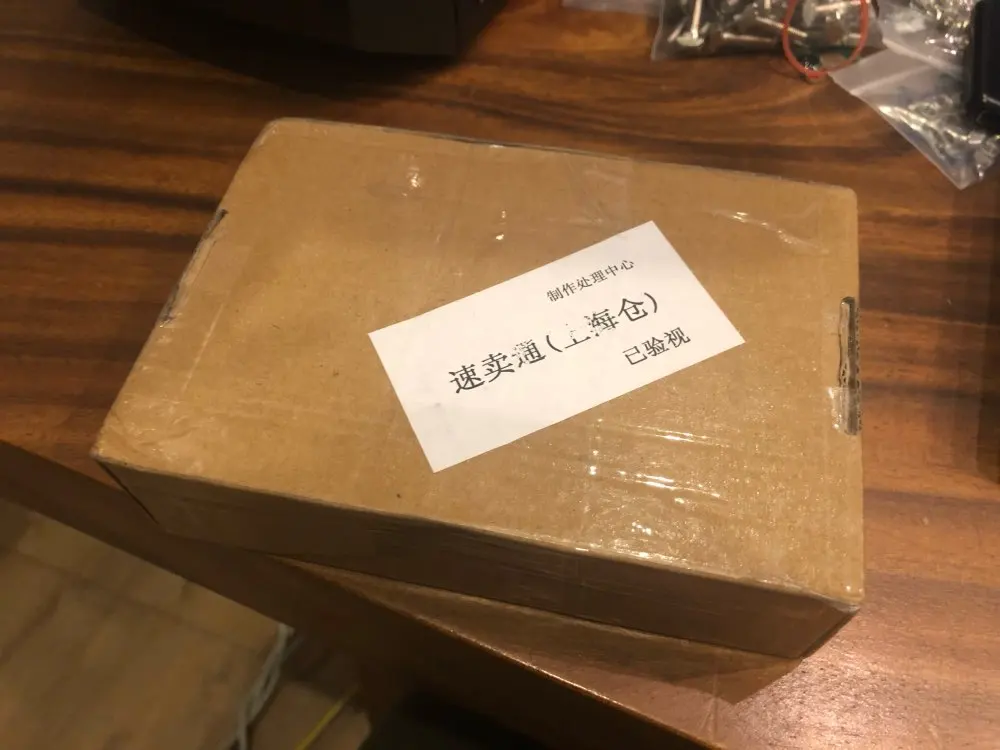 制作处理中心
速卖通(上海仓)
已验视